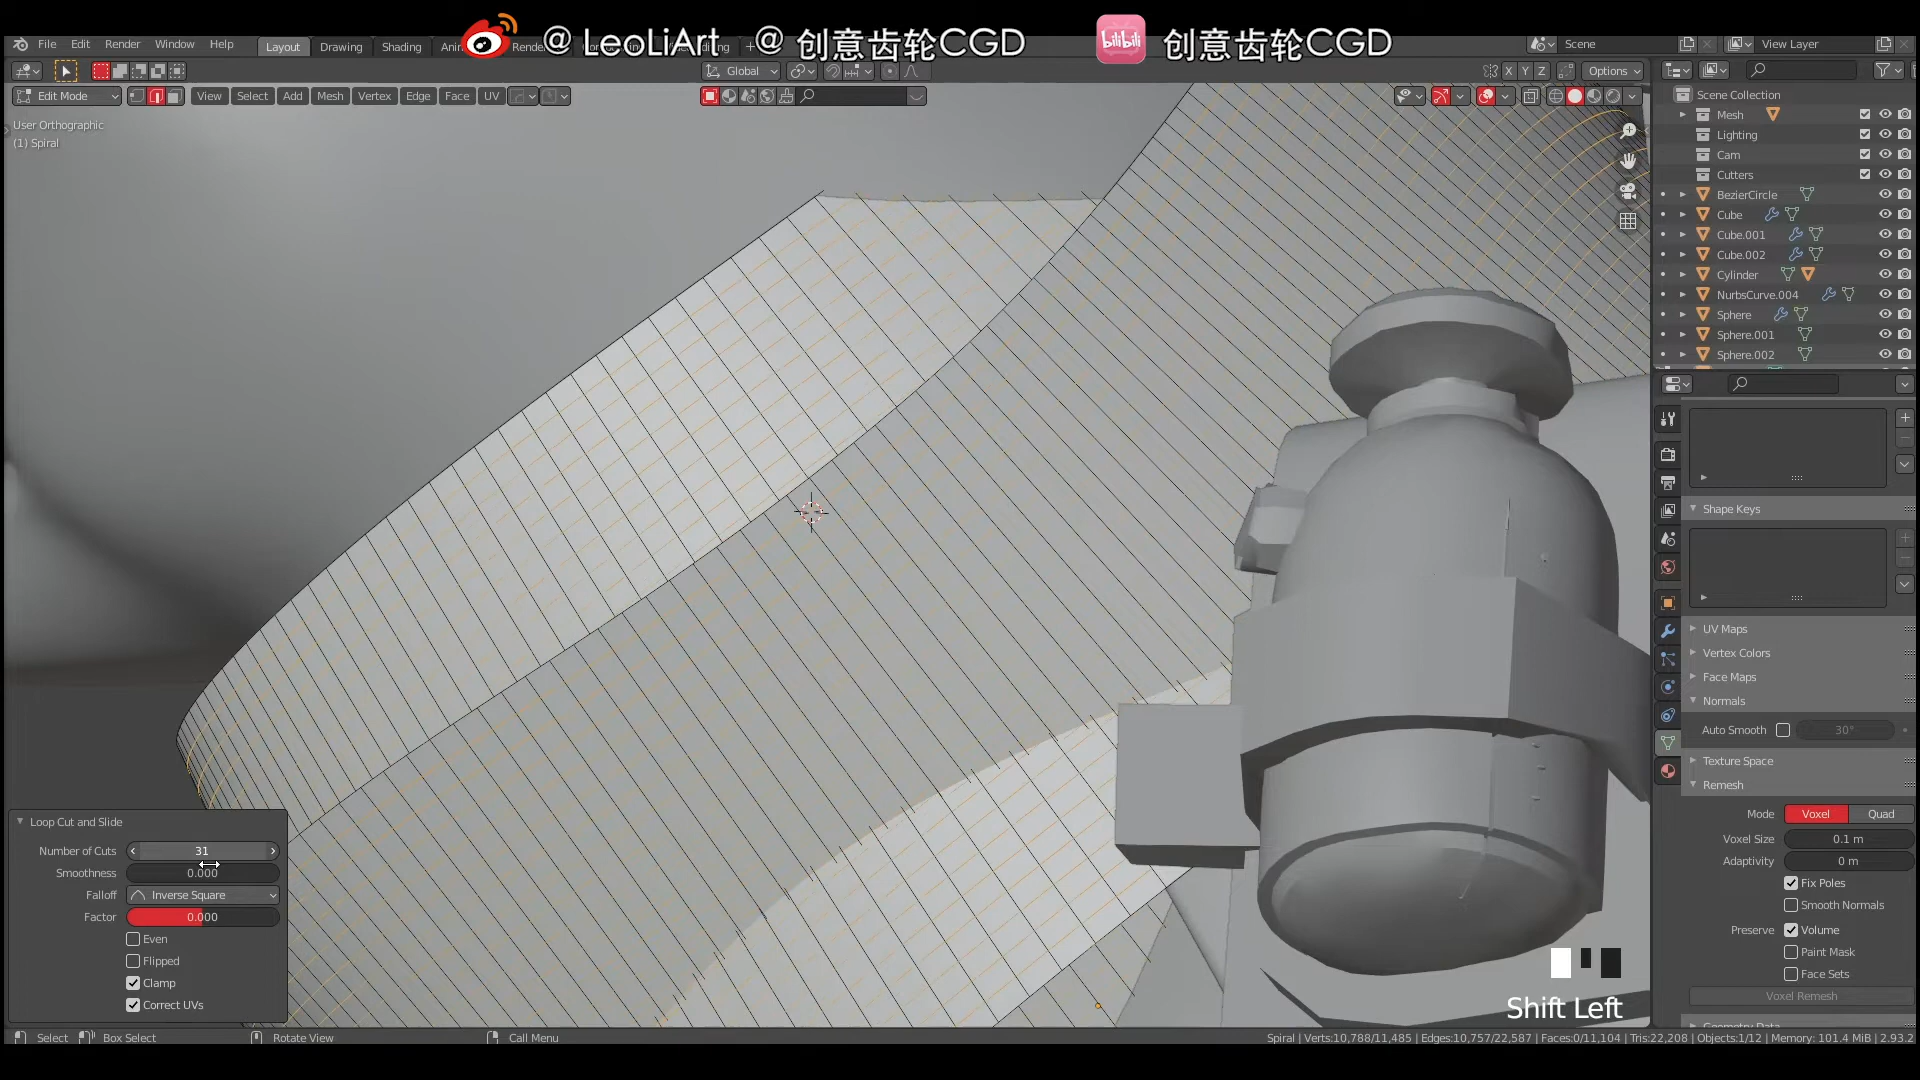 @ LeoLiArt @ 创意齿轮CGD bilibili 创意齿轮CGD
File Edit Render Window Help Layout Drawing Shading Scene View Layer
Global X Y Z Options
Edit Mode View Select Add Mesh Vertex Edge Face UV
User Orthographic
(1) Spiral
Scene Collection
Mesh
Lighting
Cam
Cutters
BezierCircle
Cube
Cube.001
Cube.002
Cylinder
NurbsCurve.004
Sphere
Sphere.001
Sphere.002
Shape Keys
UV Maps
Vertex Colors
Face Maps
Normals
Auto Smooth 30°
Texture Space
Remesh
Mode Voxel Quad
Voxel Size 0.1 m
Adaptivity 0 m
Fix Poles
Smooth Normals
Preserve Volume
Paint Mask
Face Sets
Voxel Remesh
Geometry Data
Loop Cut and Slide
Number of Cuts 31
Smoothness 0.000
Falloff Inverse Square
Factor 0.000
Even
Flipped
Clamp
Correct UVs
Shift Left
Select Box Select Rotate View Call Menu Spiral | Verts:10,788/11,485 | Edges:10,757/22,587 | Faces:0/11,104 | Tris:22,208 | Objects:1/12 | Memory: 101.4 MiB | 2.93.2